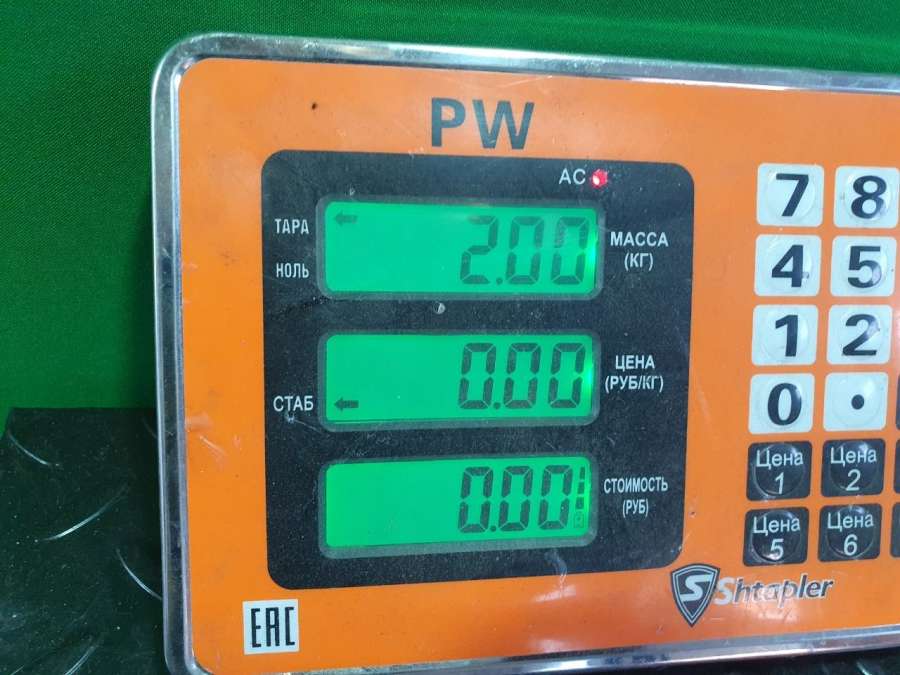 PW
AC
ТАРА
НОЛЬ
2.00
МАССА
(КГ)
СТАБ
0.00
ЦЕНА
(РУБ/КГ)
0.00
СТОИМОСТЬ
(РУБ)
7 8
4 5
1 2
0 .
Цена
1
Цена
2
Цена
5
Цена
6
S Shtapler
EAC